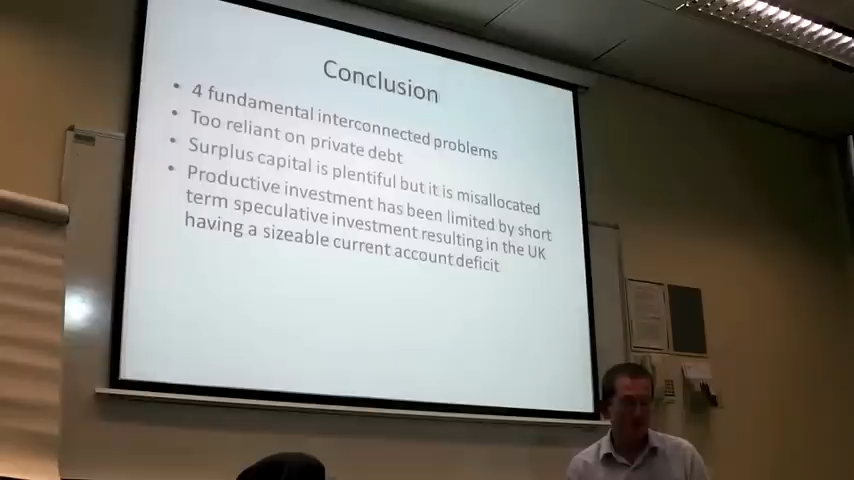 Conclusion
• 4 fundamental interconnected problems
• Too reliant on private debt
• Surplus capital is plentiful but it is misallocated
• Productive investment has been limited by short
term speculative investment resulting in the UK
having a sizeable current account deficit